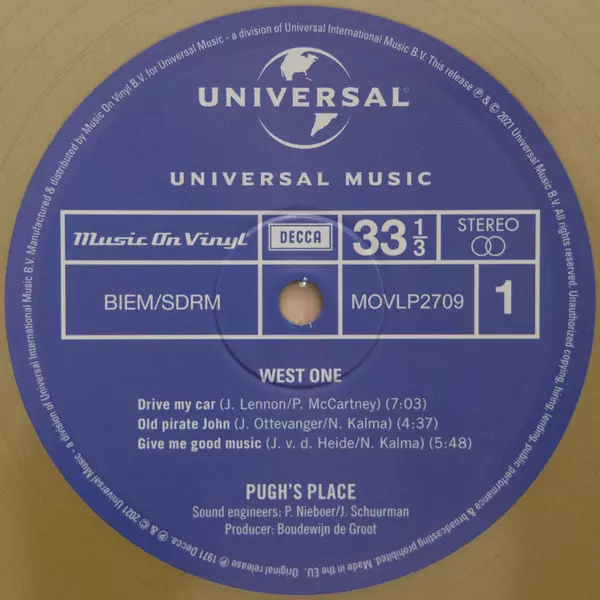 Manufactured & distributed by Music On Vinyl B.V. for Universal Music - a division of Universal International Music B.V. This release ℗ & © 2021 Universal Music B.V. All rights reserved. Unauthorized copying, hiring, lending, public performance & broadcasting prohibited. Made in the EU. Original release ℗ 1971 Decca. ℗ & © 2021 Universal Music - a division of Universal International Music B.V.
UNIVERSAL
UNIVERSAL MUSIC
Music On Vinyl
DECCA
33 1/3
STEREO
BIEM/SDRM
MOVLP2709
1
WEST ONE
Drive my car (J. Lennon/P. McCartney) (7:03)
Old pirate John (J. Ottevanger/N. Kalma) (4:37)
Give me good music (J. v. d. Heide/N. Kalma) (5:48)
PUGH'S PLACE
Sound engineers: P. Nieboer/J. Schuurman
Producer: Boudewijn de Groot